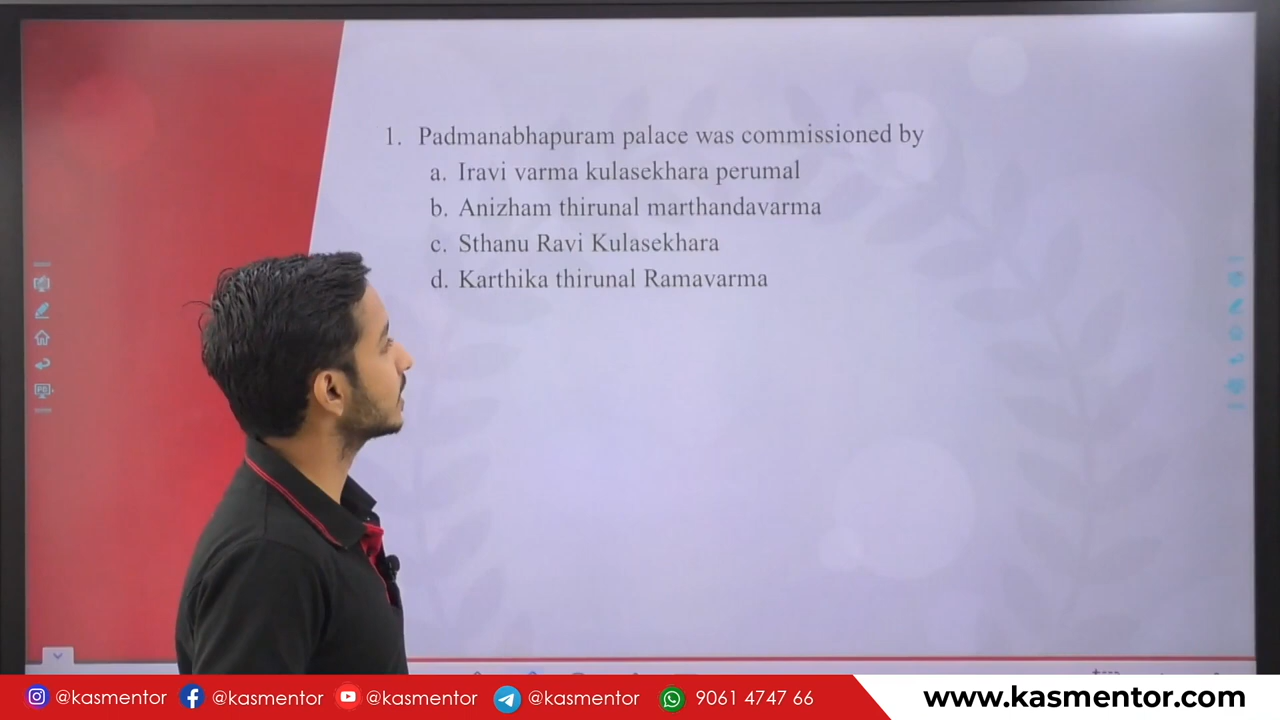 1. Padmanabhapuram palace was commissioned by
a. Iravi varma kulasekhara perumal
b. Anizham thirunal marthandavarma
c. Sthanu Ravi Kulasekhara
d. Karthika thirunal Ramavarma
@kasmentor @kasmentor @kasmentor @kasmentor 9061 4747 66 www.kasmentor.com